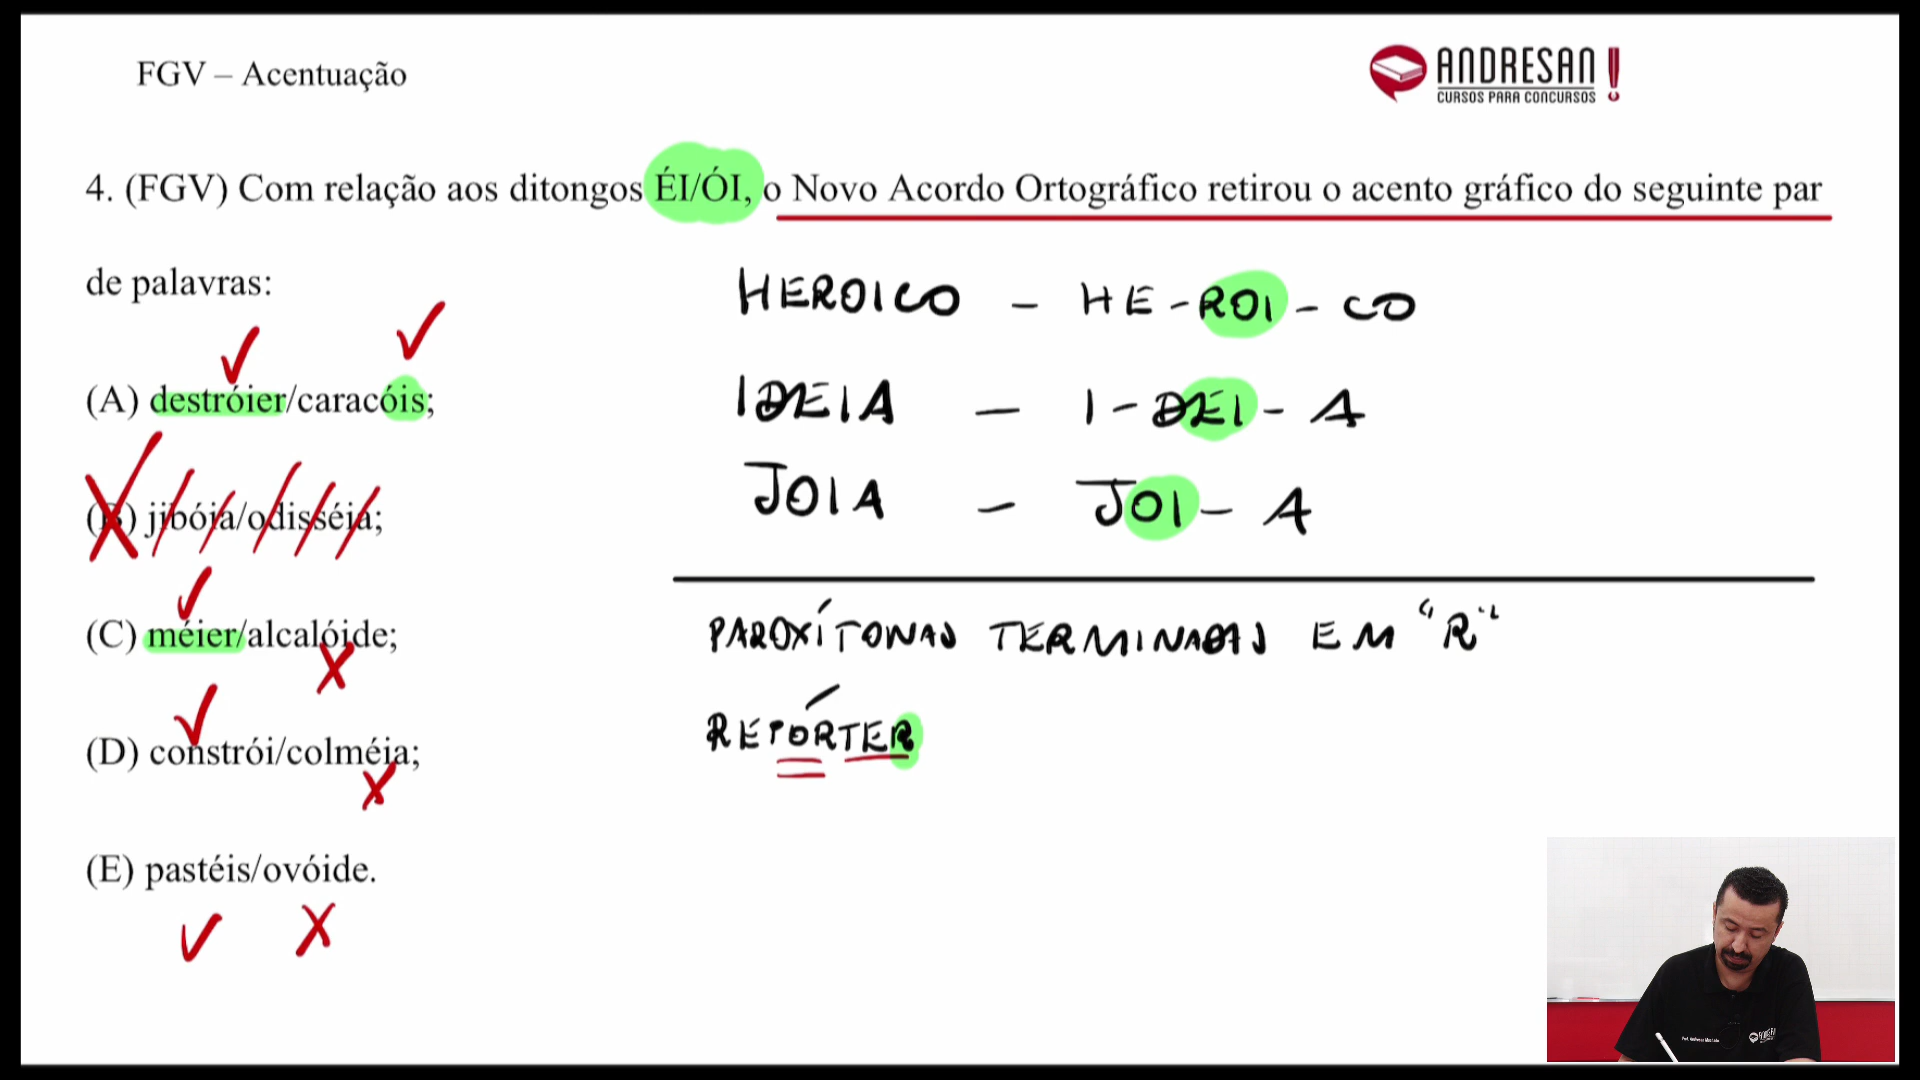 FGV – Acentuação
ANDRESAN!
CURSOS PARA CONCURSOS
4. (FGV) Com relação aos ditongos ÉI/ÓI, o Novo Acordo Ortográfico retirou o acento gráfico do seguinte par
de palavras:
(A) destróier/caracóis;
(B) jibóia/odisséia;
(C) méier/alcalóide;
(D) constrói/colméia;
(E) pastéis/ovóide.
HEROICO – HE-ROI-CO
IDEIA – I-DEI-A
JOIA – JOI-A
PAROXÍTONAS TERMINADAS EM "R"
REPÓRTER